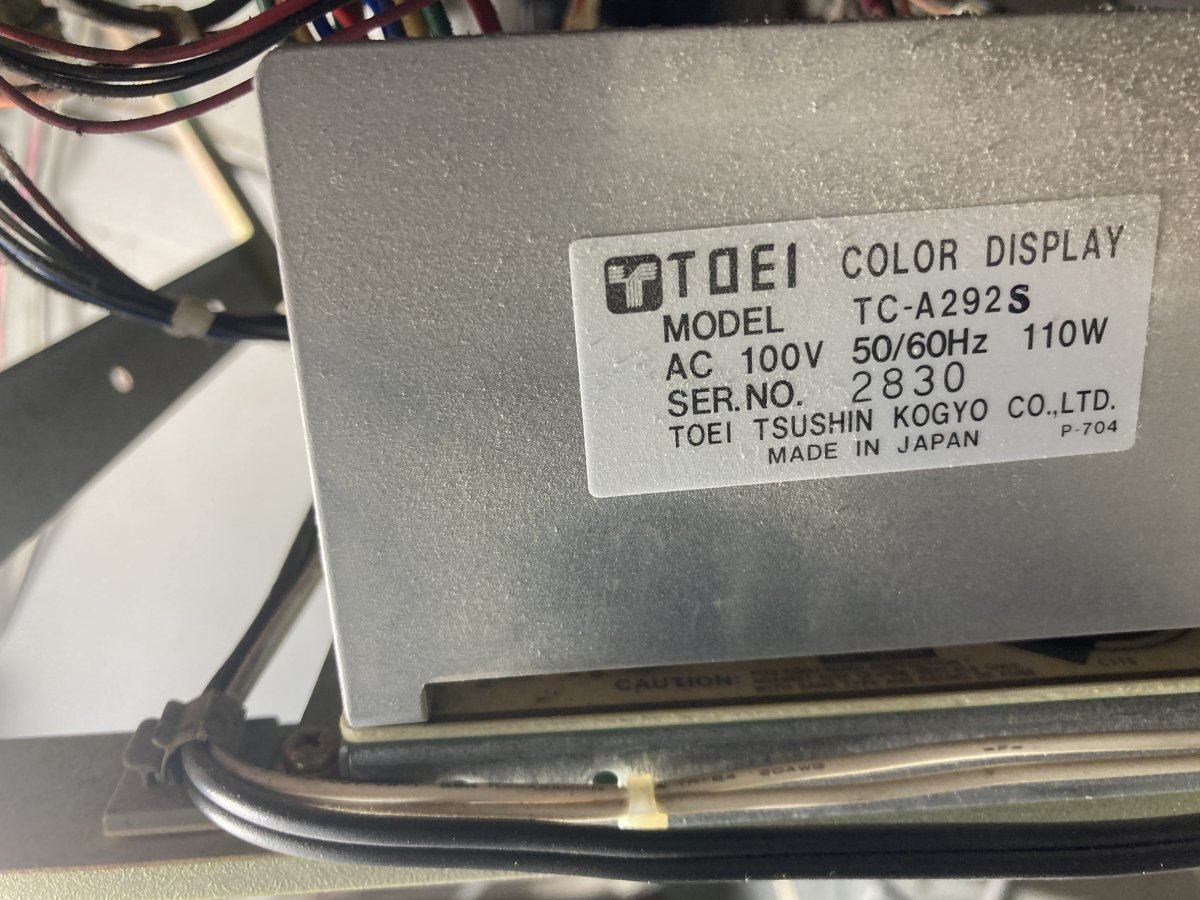 TOEI COLOR DISPLAY
MODEL TC-A292S
AC 100V 50/60Hz 110W
SER.NO. 2830
TOEI TSUSHIN KOGYO CO.,LTD.
MADE IN JAPAN P-704
CAUTION:
20AWG